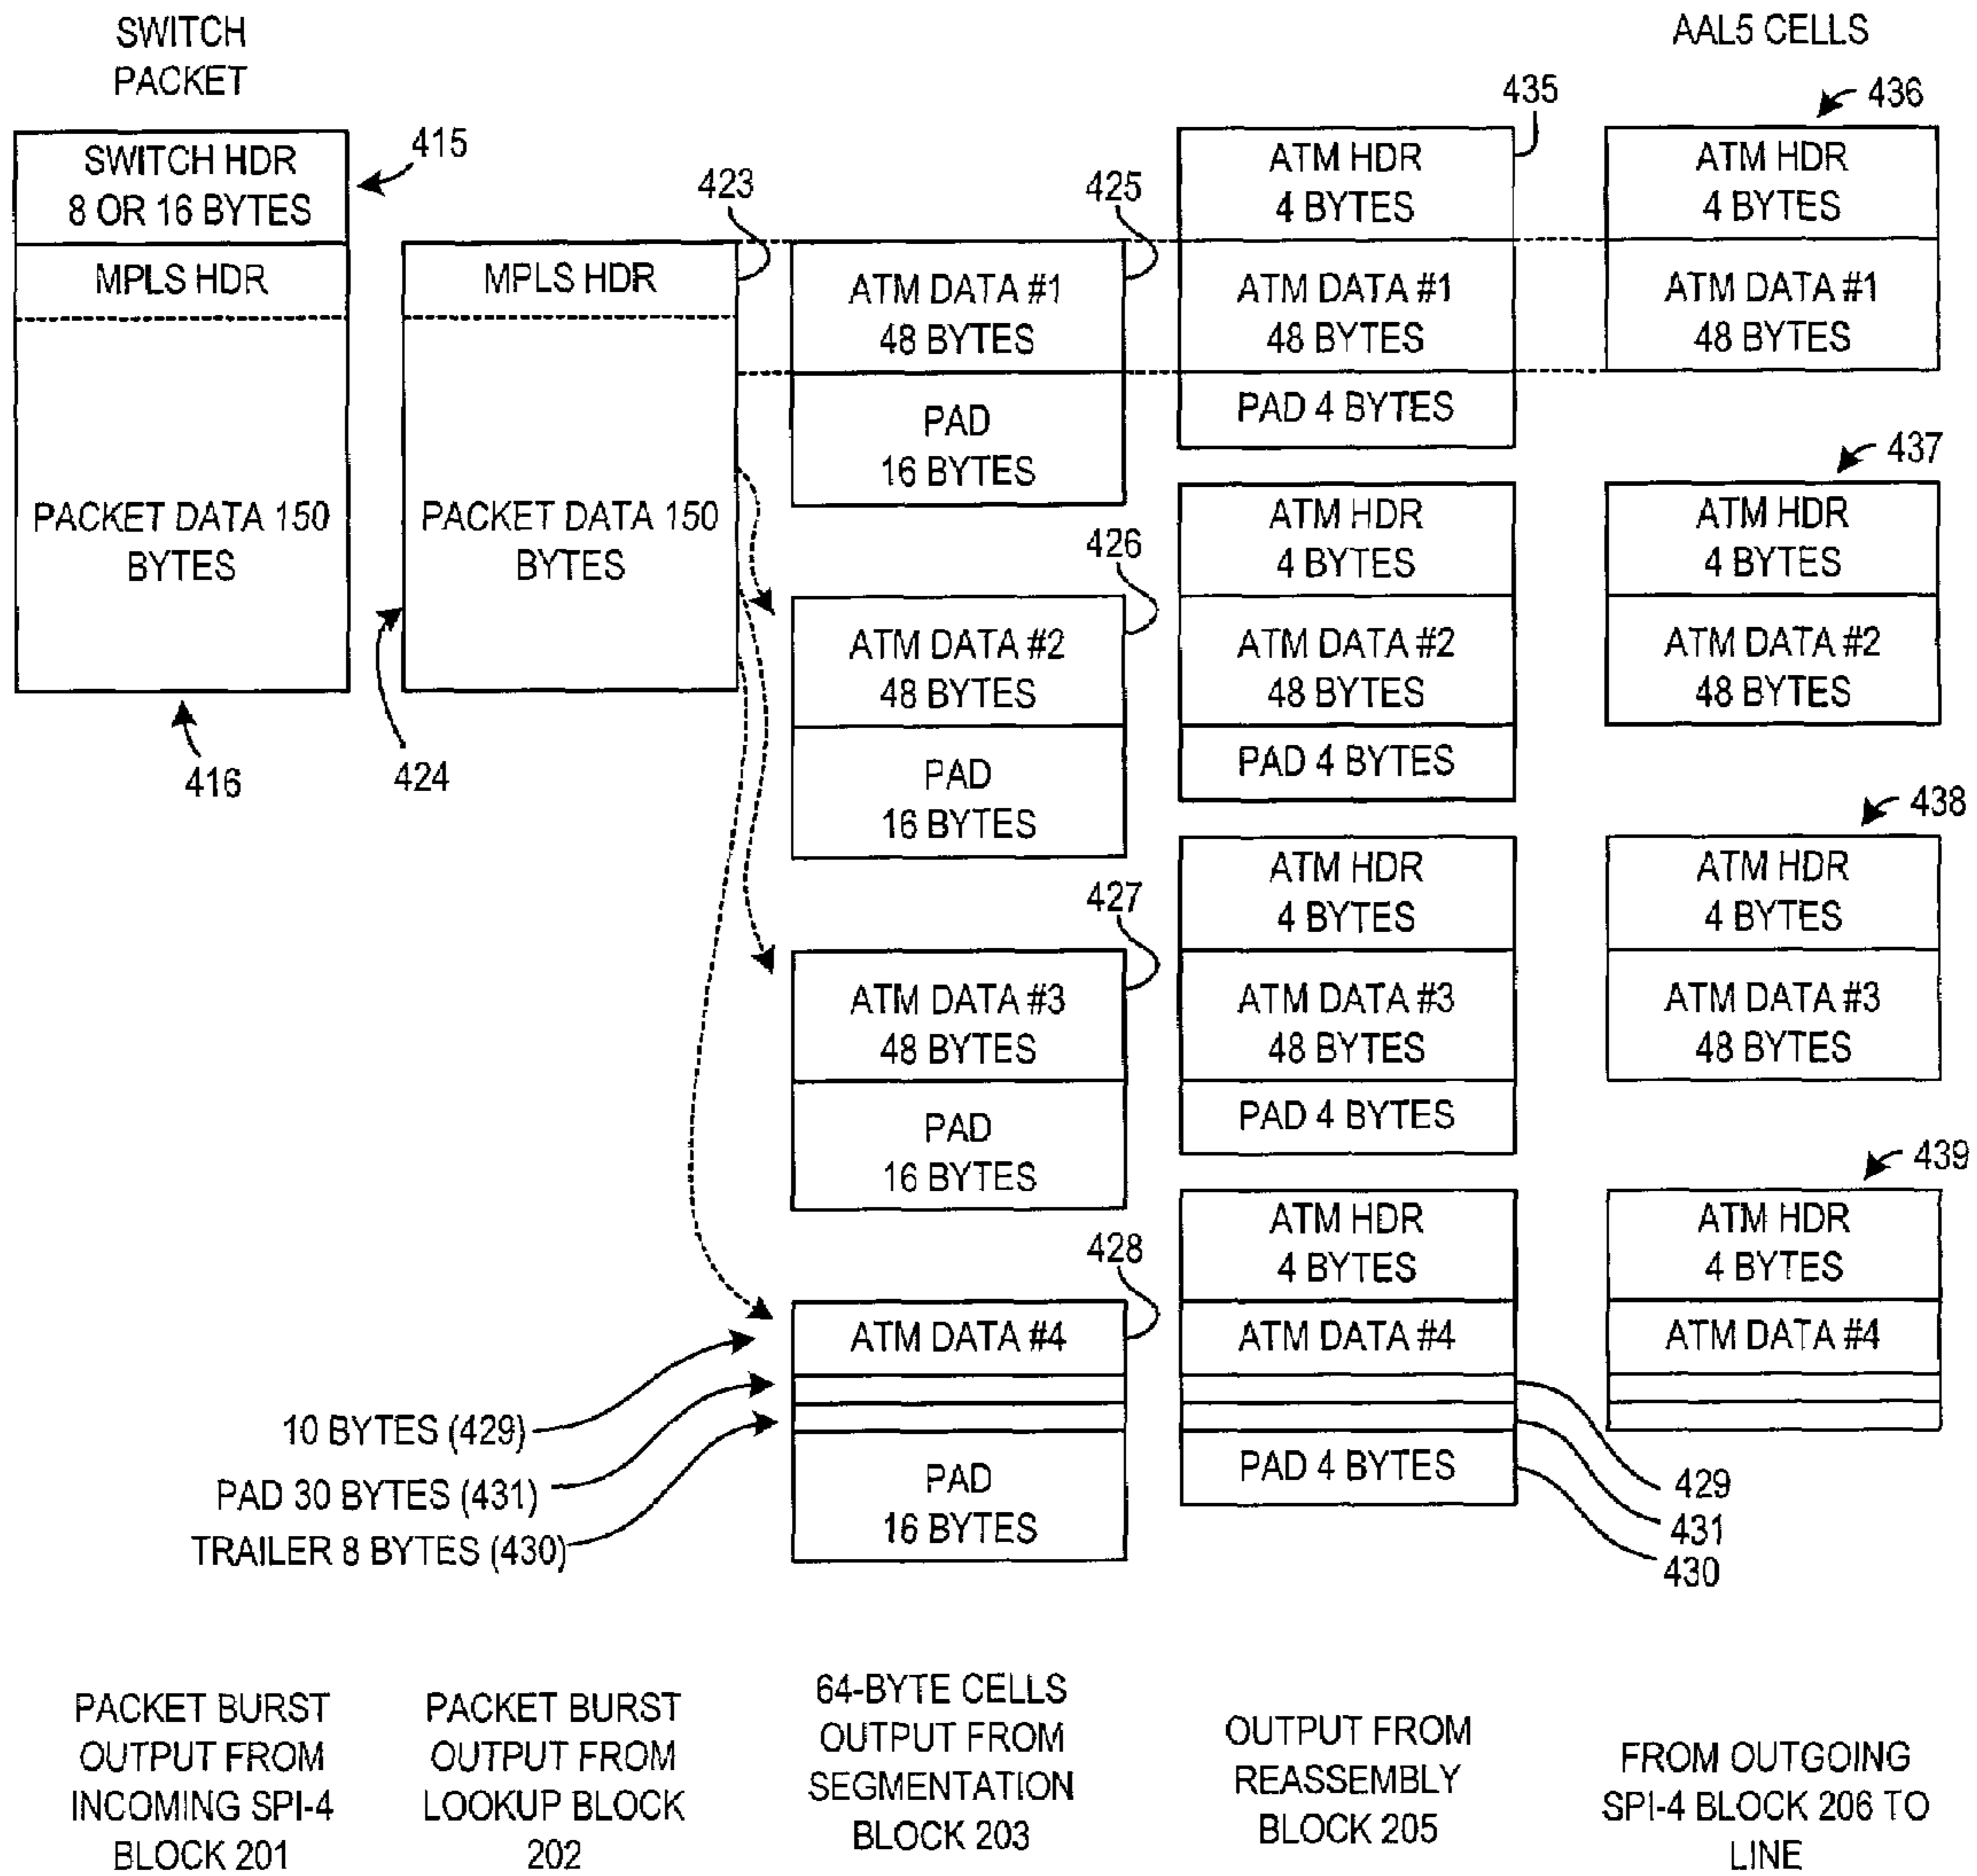 SWITCH
PACKET
AAL5 CELLS
SWITCH HDR
8 OR 16 BYTES
415
MPLS HDR
PACKET DATA 150
BYTES
416
MPLS HDR
423
PACKET DATA 150
BYTES
424
ATM DATA #1
48 BYTES
425
PAD
16 BYTES
ATM DATA #2
48 BYTES
426
PAD
16 BYTES
ATM DATA #3
48 BYTES
427
PAD
16 BYTES
ATM DATA #4
428
PAD
16 BYTES
10 BYTES (429)
PAD 30 BYTES (431)
TRAILER 8 BYTES (430)
ATM HDR
4 BYTES
435
ATM DATA #1
48 BYTES
PAD 4 BYTES
ATM HDR
4 BYTES
ATM DATA #2
48 BYTES
PAD 4 BYTES
ATM HDR
4 BYTES
ATM DATA #3
48 BYTES
PAD 4 BYTES
ATM HDR
4 BYTES
ATM DATA #4
PAD 4 BYTES
429
431
430
436
ATM HDR
4 BYTES
ATM DATA #1
48 BYTES
437
ATM HDR
4 BYTES
ATM DATA #2
48 BYTES
438
ATM HDR
4 BYTES
ATM DATA #3
48 BYTES
439
ATM HDR
4 BYTES
ATM DATA #4
PACKET BURST
OUTPUT FROM
INCOMING SPI-4
BLOCK 201
PACKET BURST
OUTPUT FROM
LOOKUP BLOCK
202
64-BYTE CELLS
OUTPUT FROM
SEGMENTATION
BLOCK 203
OUTPUT FROM
REASSEMBLY
BLOCK 205
FROM OUTGOING
SPI-4 BLOCK 206 TO
LINE